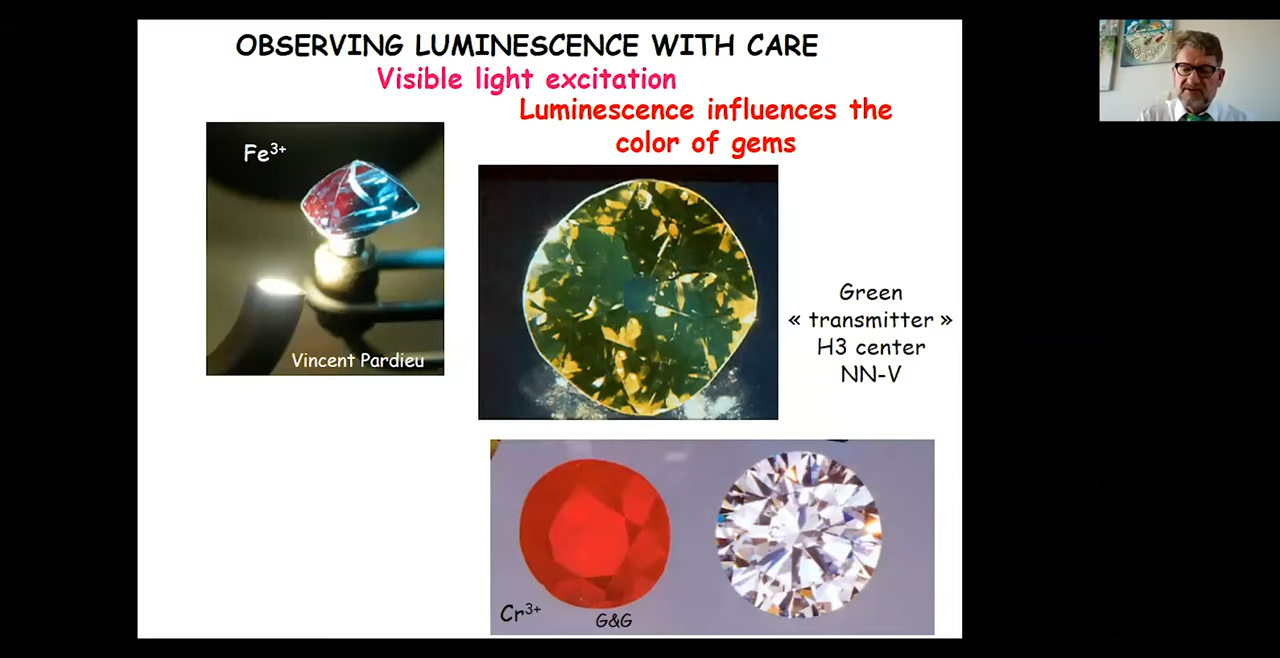 OBSERVING LUMINESCENCE WITH CARE
Visible light excitation
Luminescence influences the
color of gems
Fe³⁺
Vincent Pardieu
Green
« transmitter »
H3 center
NN-V
Cr³⁺
G&G